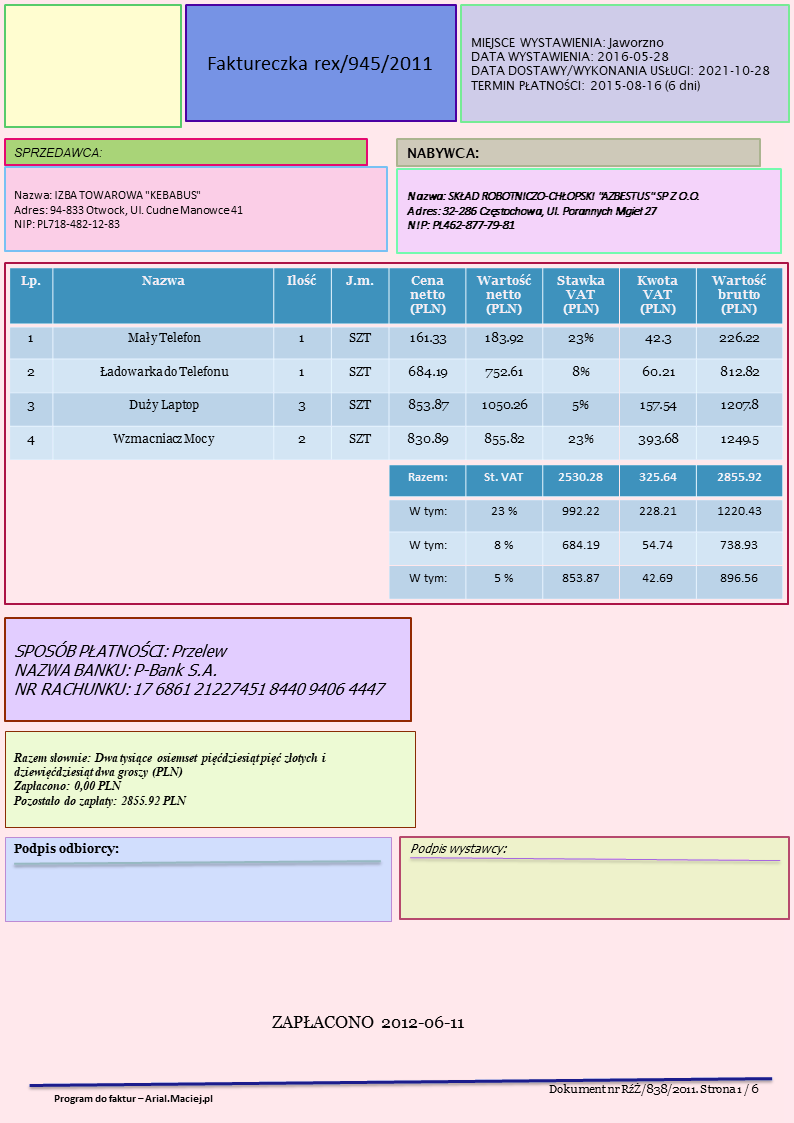 Faktureczka rex/945/2011
MIEJSCE WYSTAWIENIA: Jaworzno
DATA WYSTAWIENIA: 2016-05-28
DATA DOSTAWY/WYKONANIA USŁUGI: 2021-10-28
TERMIN PŁATNOŚCI: 2015-08-16 (6 dni)
SPRZEDAWCA:
NABYWCA:
Nazwa: IZBA TOWAROWA "KEBABUS"
Adres: 94-833 Otwock, Ul. Cudne Manowce 41
NIP: PL718-482-12-83
Nazwa: SKŁAD ROBOTNICZO-CHŁOPSKI "AZBESTUS" SP Z O.O.
Adres: 32-286 Częstochowa, Ul. Porannych Mgieł 27
NIP: PL462-877-79-81
Lp. Nazwa Ilość J.m. Cena netto (PLN) Wartość netto (PLN) Stawka VAT (PLN) Kwota VAT (PLN) Wartość brutto (PLN)
1 Mały Telefon 1 SZT 161.33 183.92 23% 42.3 226.22
2 Ładowarka do Telefonu 1 SZT 684.19 752.61 8% 60.21 812.82
3 Duży Laptop 3 SZT 853.87 1050.26 5% 157.54 1207.8
4 Wzmacniacz Mocy 2 SZT 830.89 855.82 23% 393.68 1249.5
Razem: St. VAT 2530.28 325.64 2855.92
W tym: 23 % 992.22 228.21 1220.43
W tym: 8 % 684.19 54.74 738.93
W tym: 5 % 853.87 42.69 896.56
SPOSÓB PŁATNOŚCI: Przelew
NAZWA BANKU: P-Bank S.A.
NR RACHUNKU: 17 6861 2122 7451 8440 9406 4447
Razem słownie: Dwa tysiące osiemset pięćdziesiąt pięć złotych i
dziewięćdziesiąt dwa groszy (PLN)
Zapłacono: 0,00 PLN
Pozostało do zapłaty: 2855.92 PLN
Podpis odbiorcy:
Podpis wystawcy:
ZAPŁACONO 2012-06-11
Dokument nr RźŻ/838/2011. Strona 1 / 6
Program do faktur – Arial.Maciej.pl